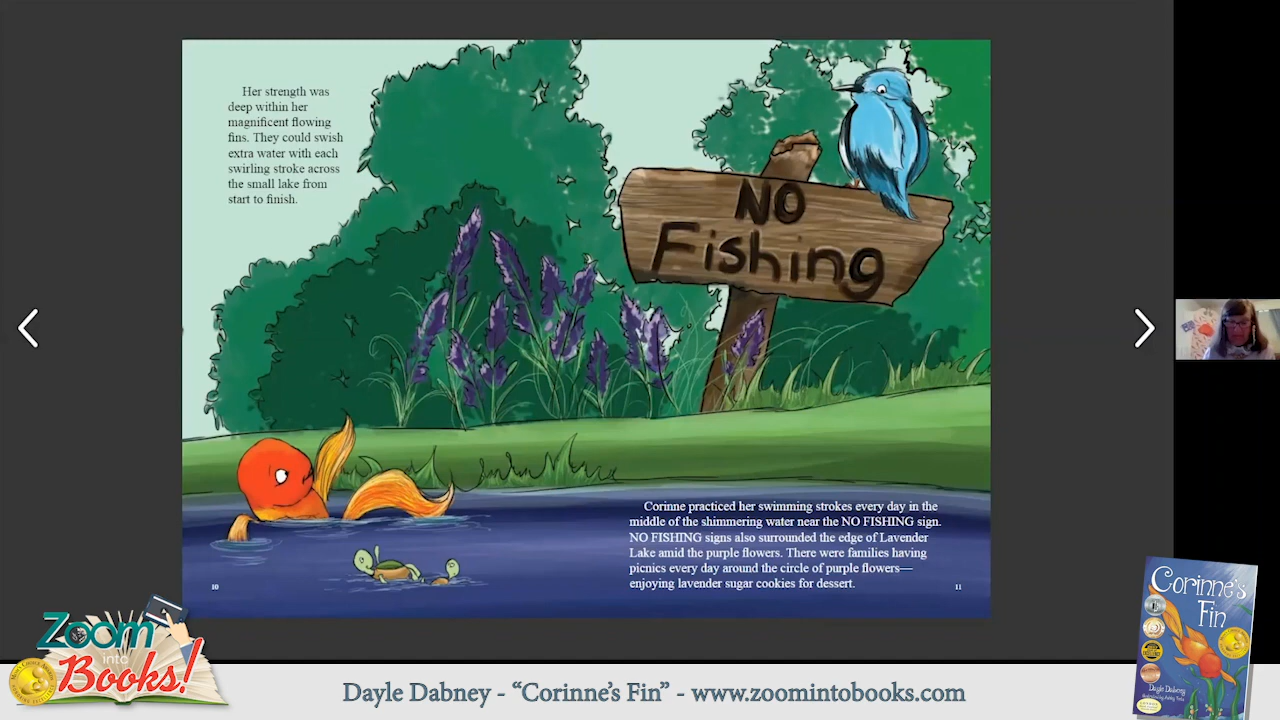 Her strength was
deep within her
magnificent flowing
fins. They could swish
extra water with each
swirling stroke across
the small lake from
start to finish.
NO
Fishing
Corinne practiced her swimming strokes every day in the
middle of the shimmering water near the NO FISHING sign.
NO FISHING signs also surrounded the edge of Lavender
Lake amid the purple flowers. There were families having
picnics every day around the circle of purple flowers—
enjoying lavender sugar cookies for dessert.
10
11
Zoom
into
Books!
Dayle Dabney - “Corinne’s Fin” - www.zoomintobooks.com
Corinne's
Fin
Dayle Dabney